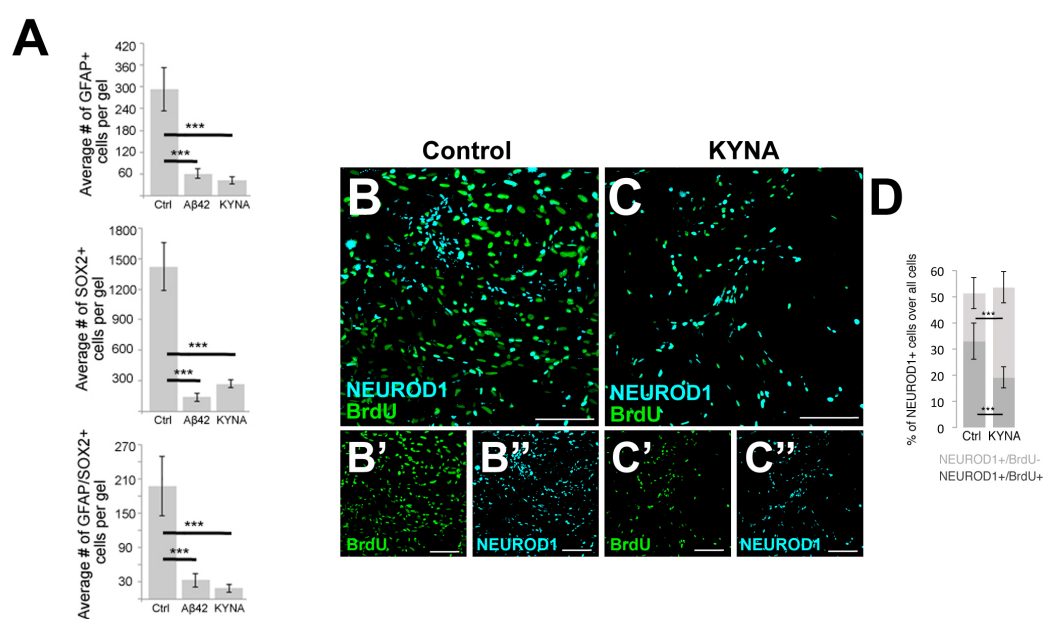 A
Average # of GFAP+
cells per gel
420
360
300
240
180
120
60
***
***
Ctrl Aβ42 KYNA
Average # of SOX2+
cells per gel
1800
1500
1200
900
600
300
***
***
Ctrl Aβ42 KYNA
Average # of GFAP/SOX2+
cells per gel
270
210
150
90
30
***
***
Ctrl Aβ42 KYNA
Control
KYNA
B
NEUROD1
BrdU
C
NEUROD1
BrdU
B’
BrdU
B’’
NEUROD1
C’
BrdU
C’’
NEUROD1
D
% of NEUROD1+ cells over all cells
60
50
40
30
20
10
0
***
***
Ctrl KYNA
NEUROD1+/BrdU-
NEUROD1+/BrdU+